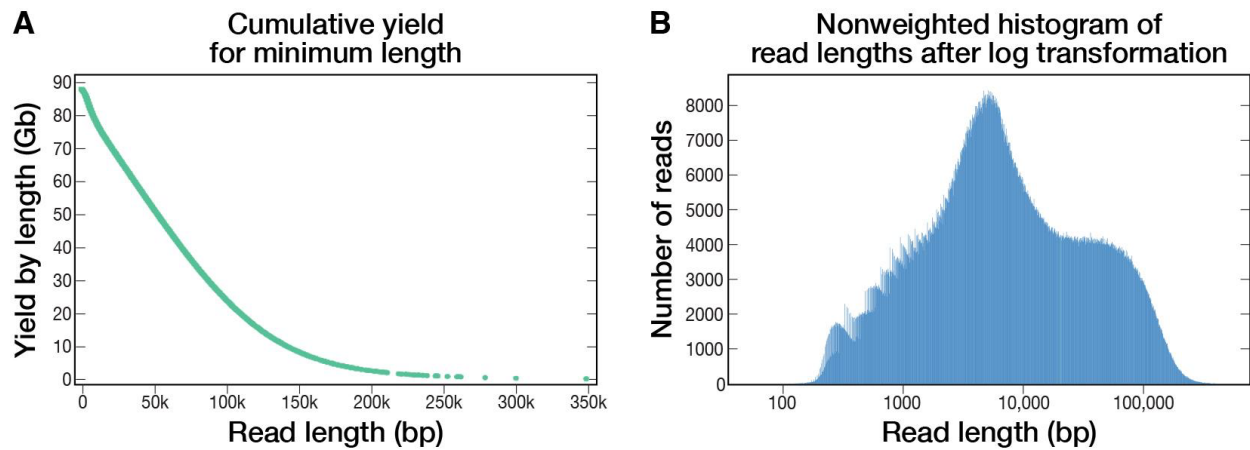 A
Cumulative yield
for minimum length
Yield by length (Gb)
90
80
70
60
50
40
30
20
10
0
0 50k 100k 150k 200k 250k 300k 350k
Read length (bp)
B
Nonweighted histogram of
read lengths after log transformation
Number of reads
8000
7000
6000
5000
4000
3000
2000
1000
0
100 1000 10,000 100,000
Read length (bp)